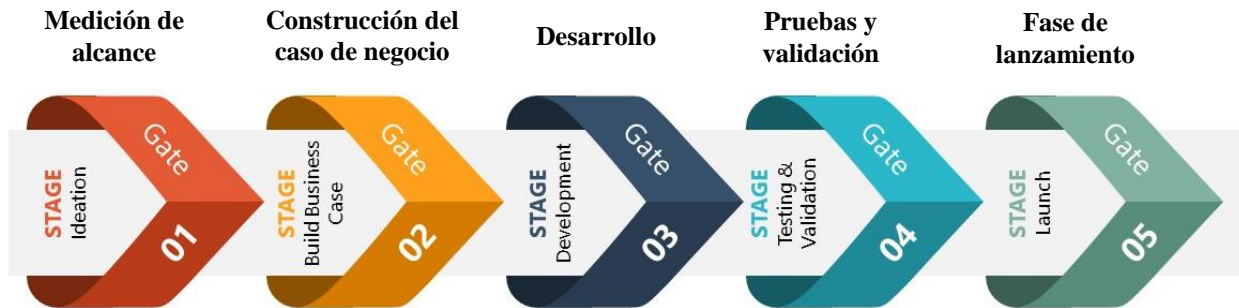 Medición de
alcance
Construcción del
caso de negocio
Desarrollo
Pruebas y
validación
Fase de
lanzamiento
STAGE
Ideation
Gate
01
STAGE
Build Business
Case
Gate
02
STAGE
Development
Gate
03
STAGE
Testing &
Validation
Gate
04
STAGE
Launch
Gate
05